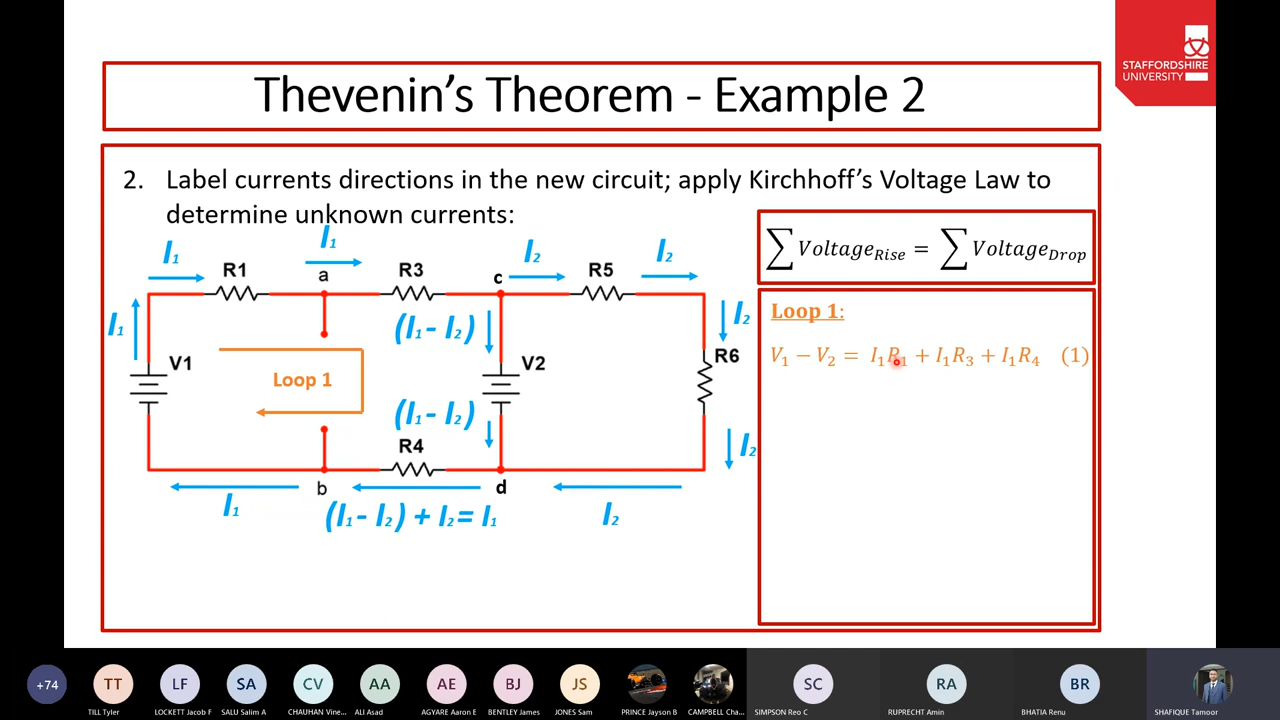 STAFFORDSHIRE
UNIVERSITY
Thevenin's Theorem - Example 2
2. Label currents directions in the new circuit; apply Kirchhoff's Voltage Law to
determine unknown currents:
∑ Voltage_Rise = ∑ Voltage_Drop
I₁
I₁
I₂
I₂
R1
a
R3
c
R5
I₁
(I₁ - I₂)
I₂
V1
V2
R6
Loop 1
(I₁ - I₂)
R4
I₂
b
d
I₁
(I₁ - I₂) + I₂ = I₁
I₂
Loop 1:
V₁ − V₂ = I₁R₁ + I₁R₃ + I₁R₄ (1)
+74
TT
LF
SA
CV
AA
AE
BJ
JS
SC
RA
BR
TILL Tyler
LOCKETT Jacob F
SALU Salim A
CHAUHAN Vine...
ALI Asad
AGYARE Aaron E
BENTLEY James
JONES Sam
PRINCE Jayson B
CAMPBELL Cha...
SIMPSON Reo C
RUPRECHT Amin
BHATIA Renu
SHAFIQUE Tamoor